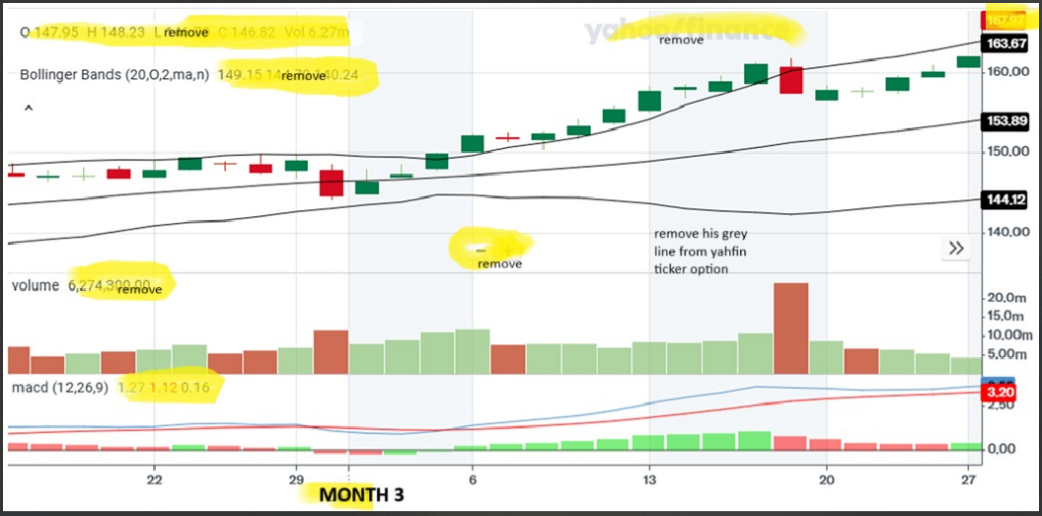 O 147.95 H 148.23 L remove C 146.82 Vol 6.27m
yahoo/finance
remove
167.97
163.67
Bollinger Bands (20,O,2,ma,n) 149.15 remove 40.24
160.00
153.89
150.00
144.12
140.00
remove his grey
line from yahfin
ticker option
remove
volume 6,274,300.00
remove
20.0m
15.0m
10.00m
5,00m
macd (12,26,9) 1.27 1.12 0.16
3.20
2,50
0,00
22
29
6
13
20
27
MONTH 3